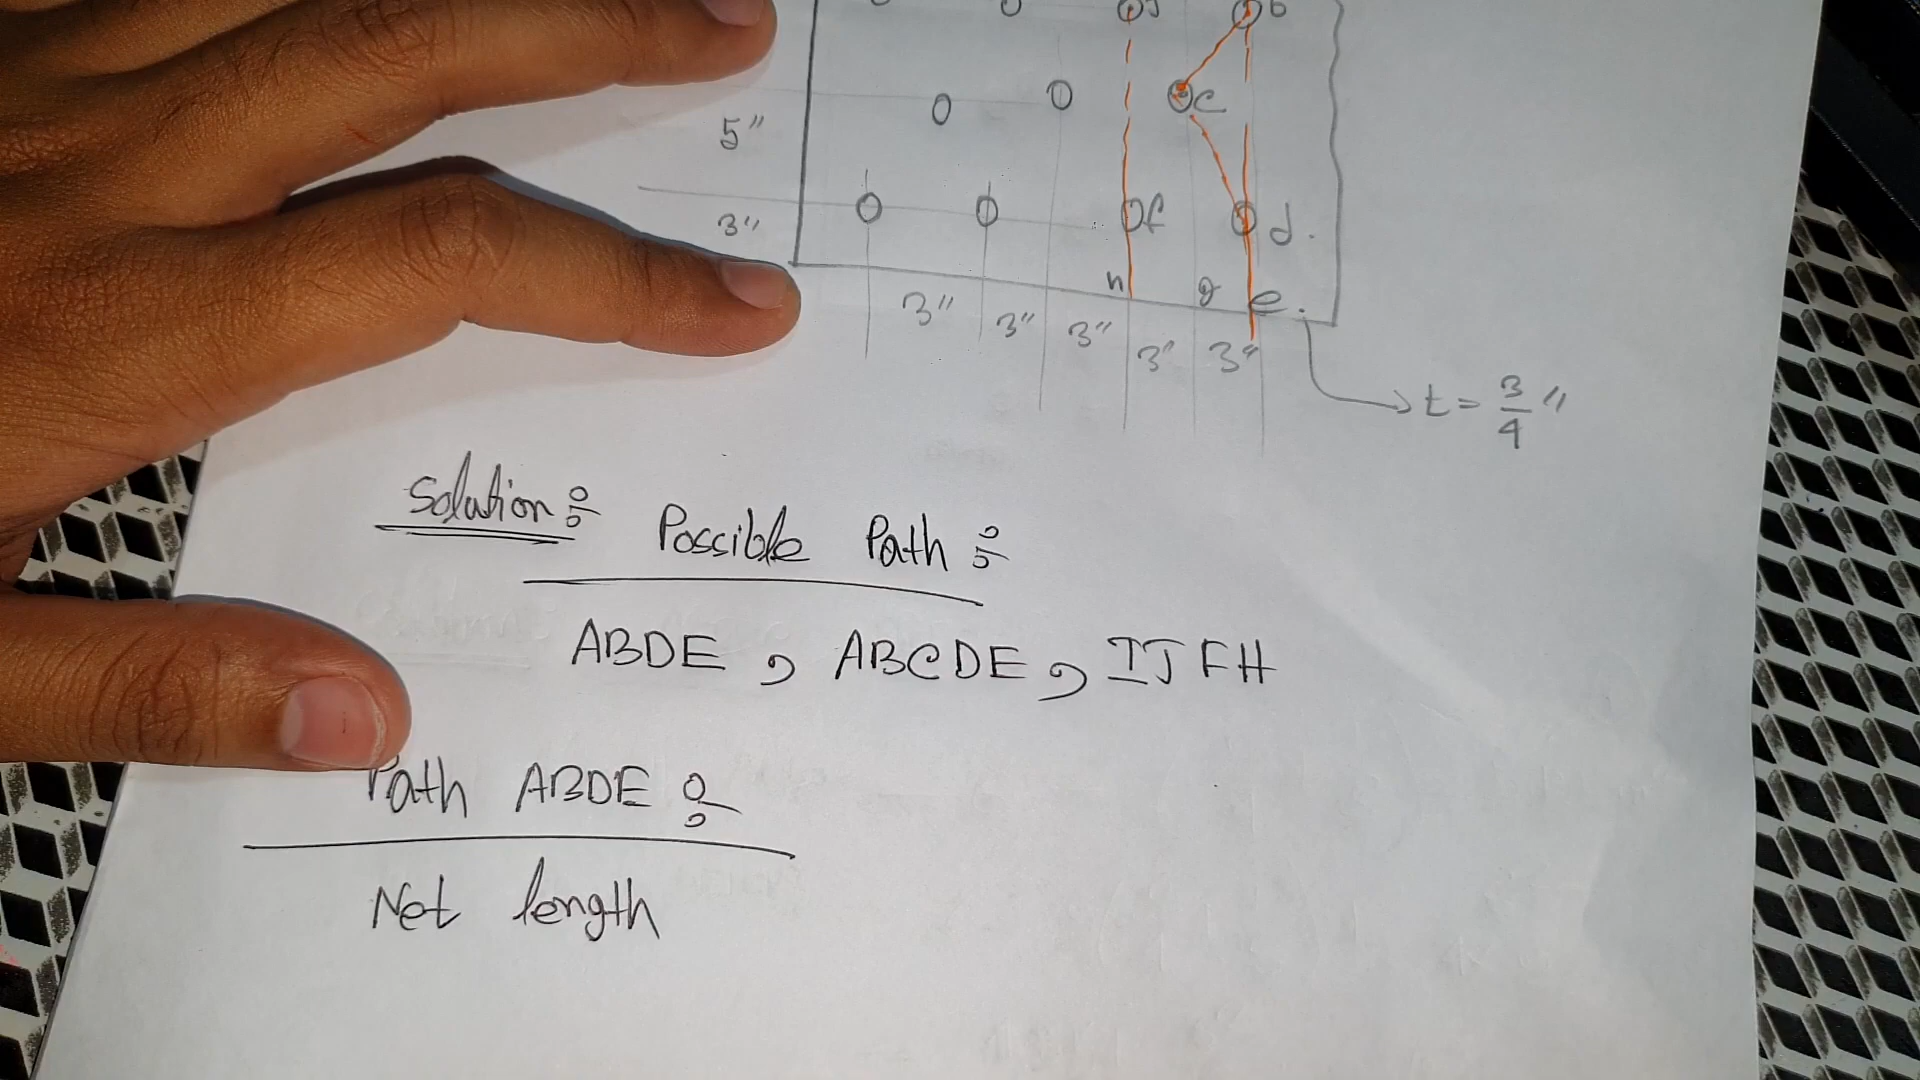 J b
c
5"
f d.
3"
h g e.
3" 3" 3" 3" 3"
t = 3/4 "
Solution:
Possible Path:
ABDE, ABCDE, IJFH
Path ABDE:
Net length